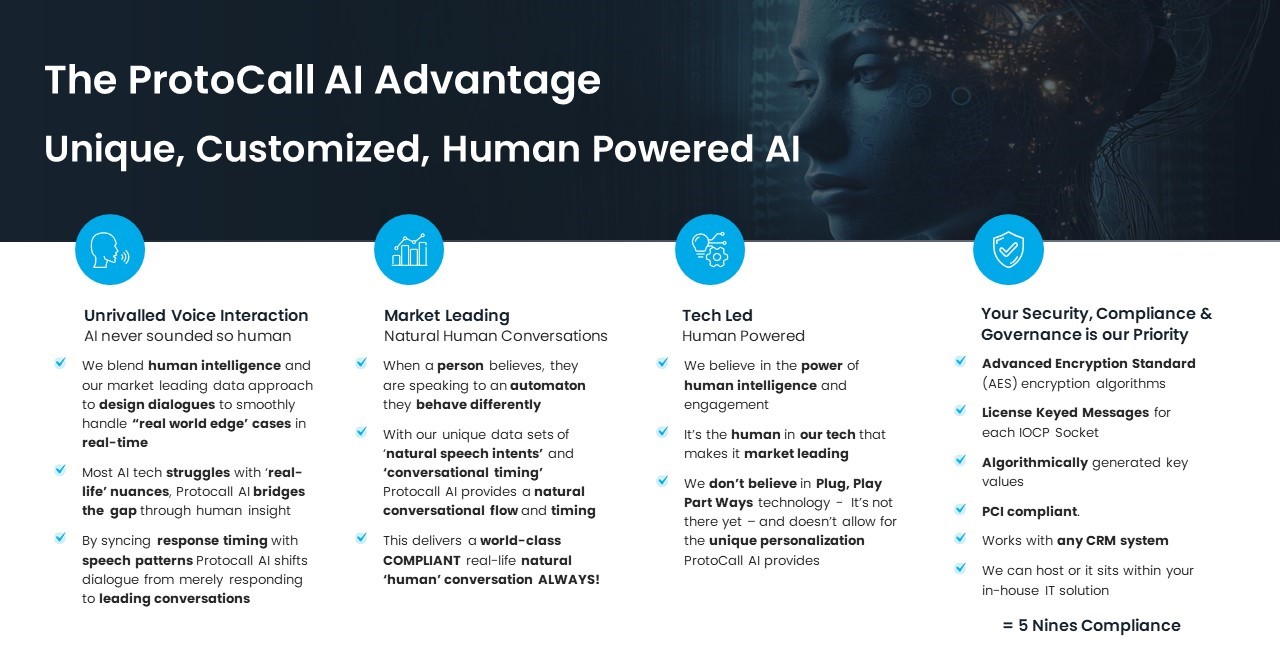 The ProtoCall AI Advantage
Unique, Customized, Human Powered AI
Unrivalled Voice Interaction
AI never sounded so human
We blend human intelligence and
our market leading data approach
to design dialogues to smoothly
handle “real world edge’ cases in
real-time
Most AI tech struggles with ‘real-
life’ nuances, Protocall AI bridges
the gap through human insight
By syncing response timing with
speech patterns Protocall AI shifts
dialogue from merely responding
to leading conversations
Market Leading
Natural Human Conversations
When a person believes, they
are speaking to an automaton
they behave differently
With our unique data sets of
‘natural speech intents’ and
‘conversational timing’
Protocall AI provides a natural
conversational flow and timing
This delivers a world-class
COMPLIANT real-life natural
‘human’ conversation ALWAYS!
Tech Led
Human Powered
We believe in the power of
human intelligence and
engagement
It’s the human in our tech that
makes it market leading
We don’t believe in Plug, Play
Part Ways technology - It’s not
there yet – and doesn’t allow for
the unique personalization
ProtoCall AI provides
Your Security, Compliance &
Governance is our Priority
Advanced Encryption Standard
(AES) encryption algorithms
License Keyed Messages for
each IOCP Socket
Algorithmically generated key
values
PCI compliant.
Works with any CRM system
We can host or it sits within your
in-house IT solution
= 5 Nines Compliance